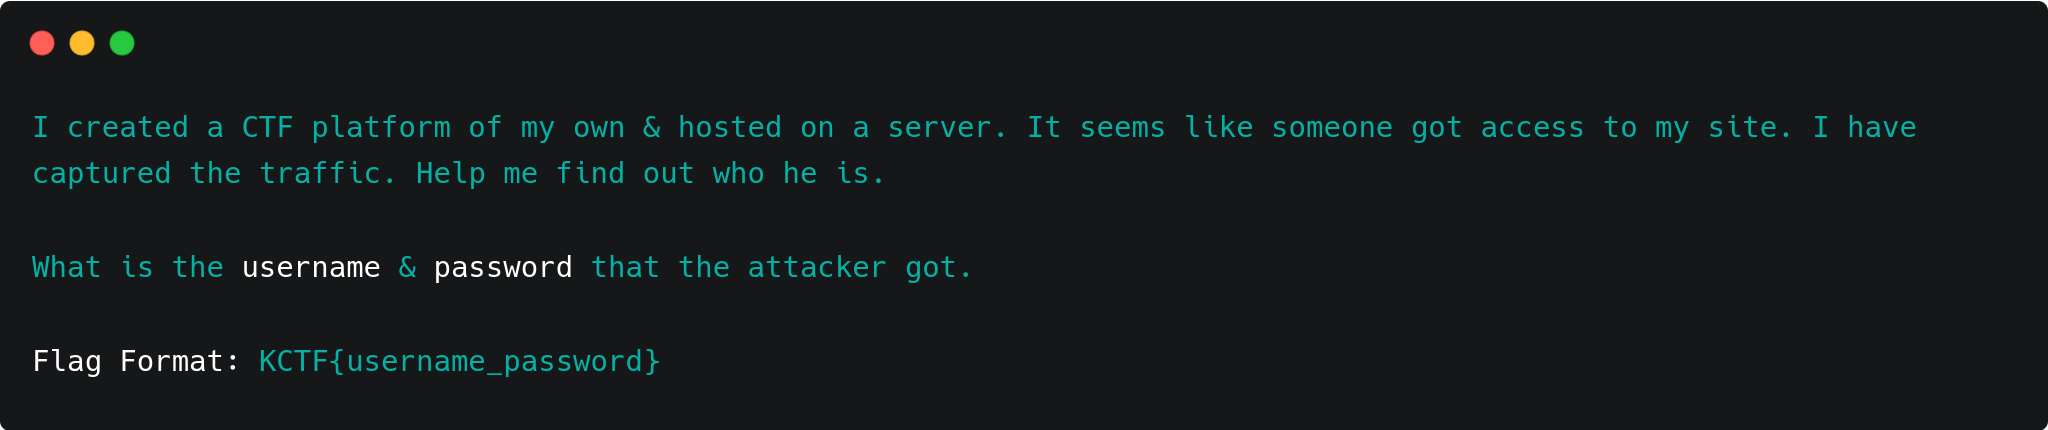 I created a CTF platform of my own & hosted on a server. It seems like someone got access to my site. I have
captured the traffic. Help me find out who he is.
What is the username & password that the attacker got.
Flag Format: KCTF{username_password}